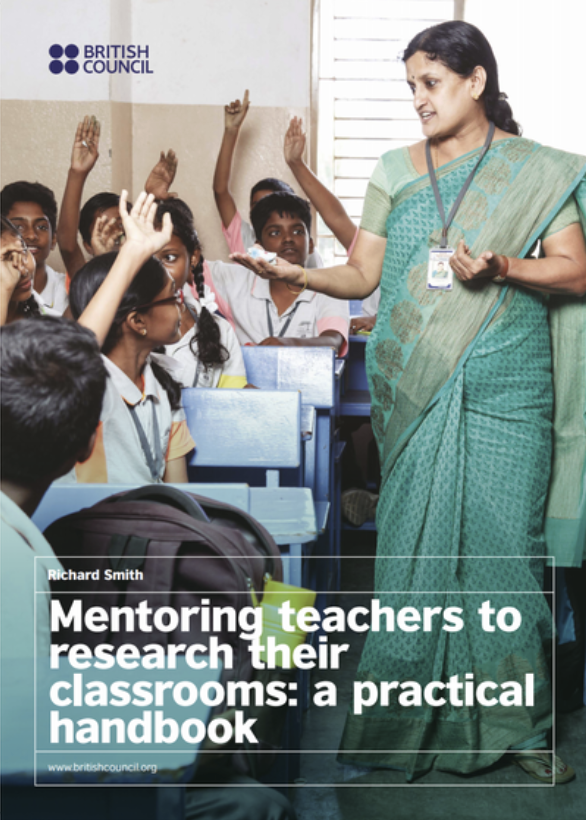 BRITISH
COUNCIL
Richard Smith
Mentoring teachers to
research their
classrooms: a practical
handbook
www.britishcouncil.org